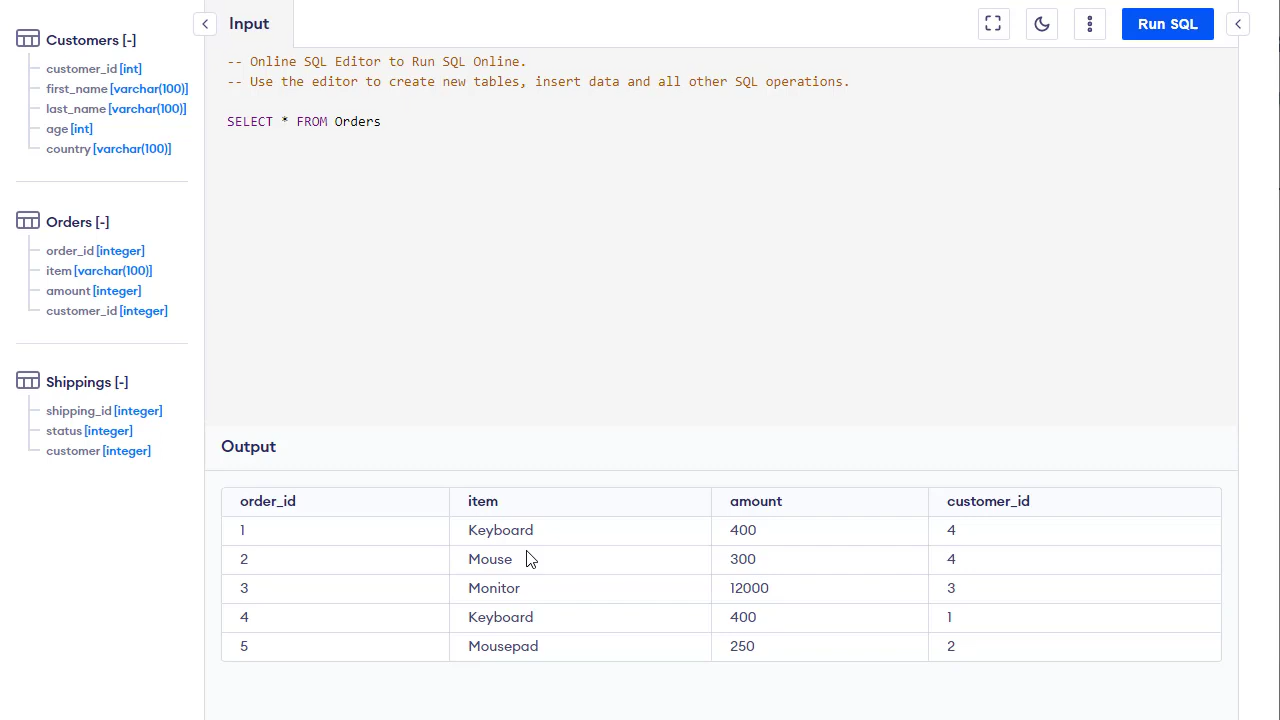 Customers [-]
customer_id [int]
first_name [varchar(100)]
last_name [varchar(100)]
age [int]
country [varchar(100)]
Orders [-]
order_id [integer]
item [varchar(100)]
amount [integer]
customer_id [integer]
Shippings [-]
shipping_id [integer]
status [integer]
customer [integer]
Input
Run SQL
-- Online SQL Editor to Run SQL Online.
-- Use the editor to create new tables, insert data and all other SQL operations.
SELECT * FROM Orders
Output
order_id item amount customer_id
1 Keyboard 400 4
2 Mouse 300 4
3 Monitor 12000 3
4 Keyboard 400 1
5 Mousepad 250 2